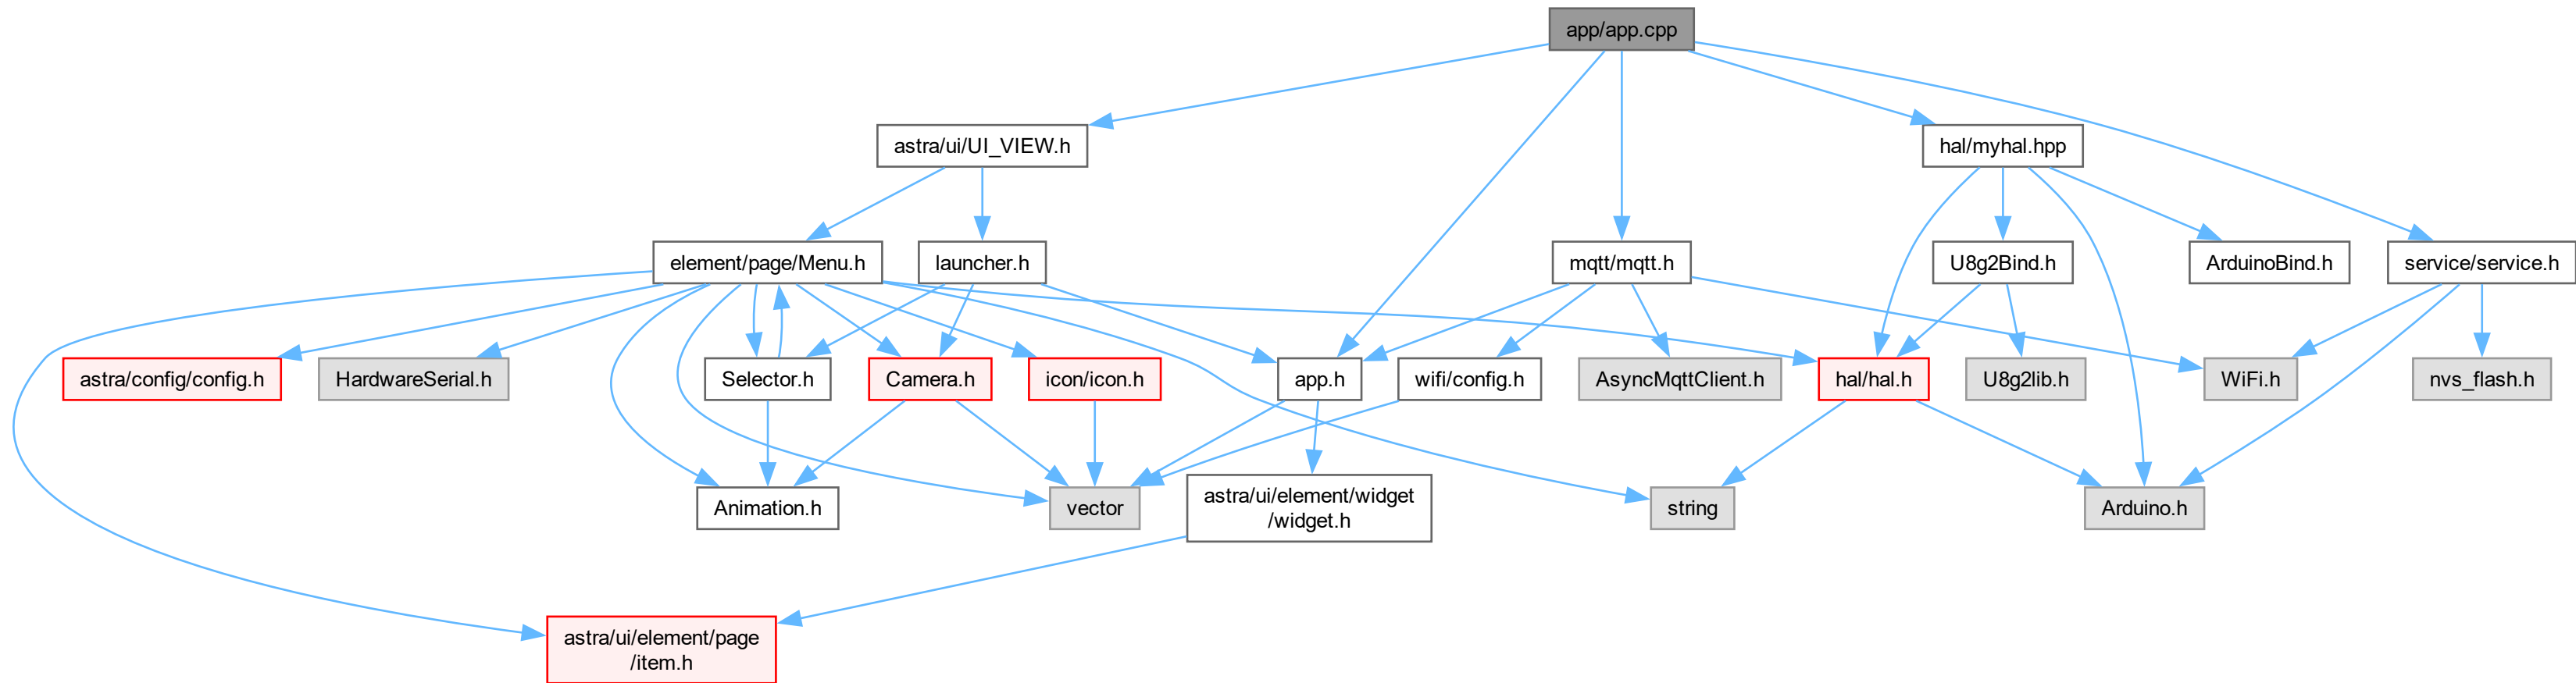 app/app.cpp
astra/ui/UI_VIEW.h
hal/myhal.hpp
element/page/Menu.h
launcher.h
mqtt/mqtt.h
U8g2Bind.h
ArduinoBind.h
service/service.h
astra/config/config.h
HardwareSerial.h
Selector.h
Camera.h
icon/icon.h
app.h
wifi/config.h
AsyncMqttClient.h
hal/hal.h
U8g2lib.h
WiFi.h
nvs_flash.h
Animation.h
vector
astra/ui/element/widget
/widget.h
string
Arduino.h
astra/ui/element/page
/item.h